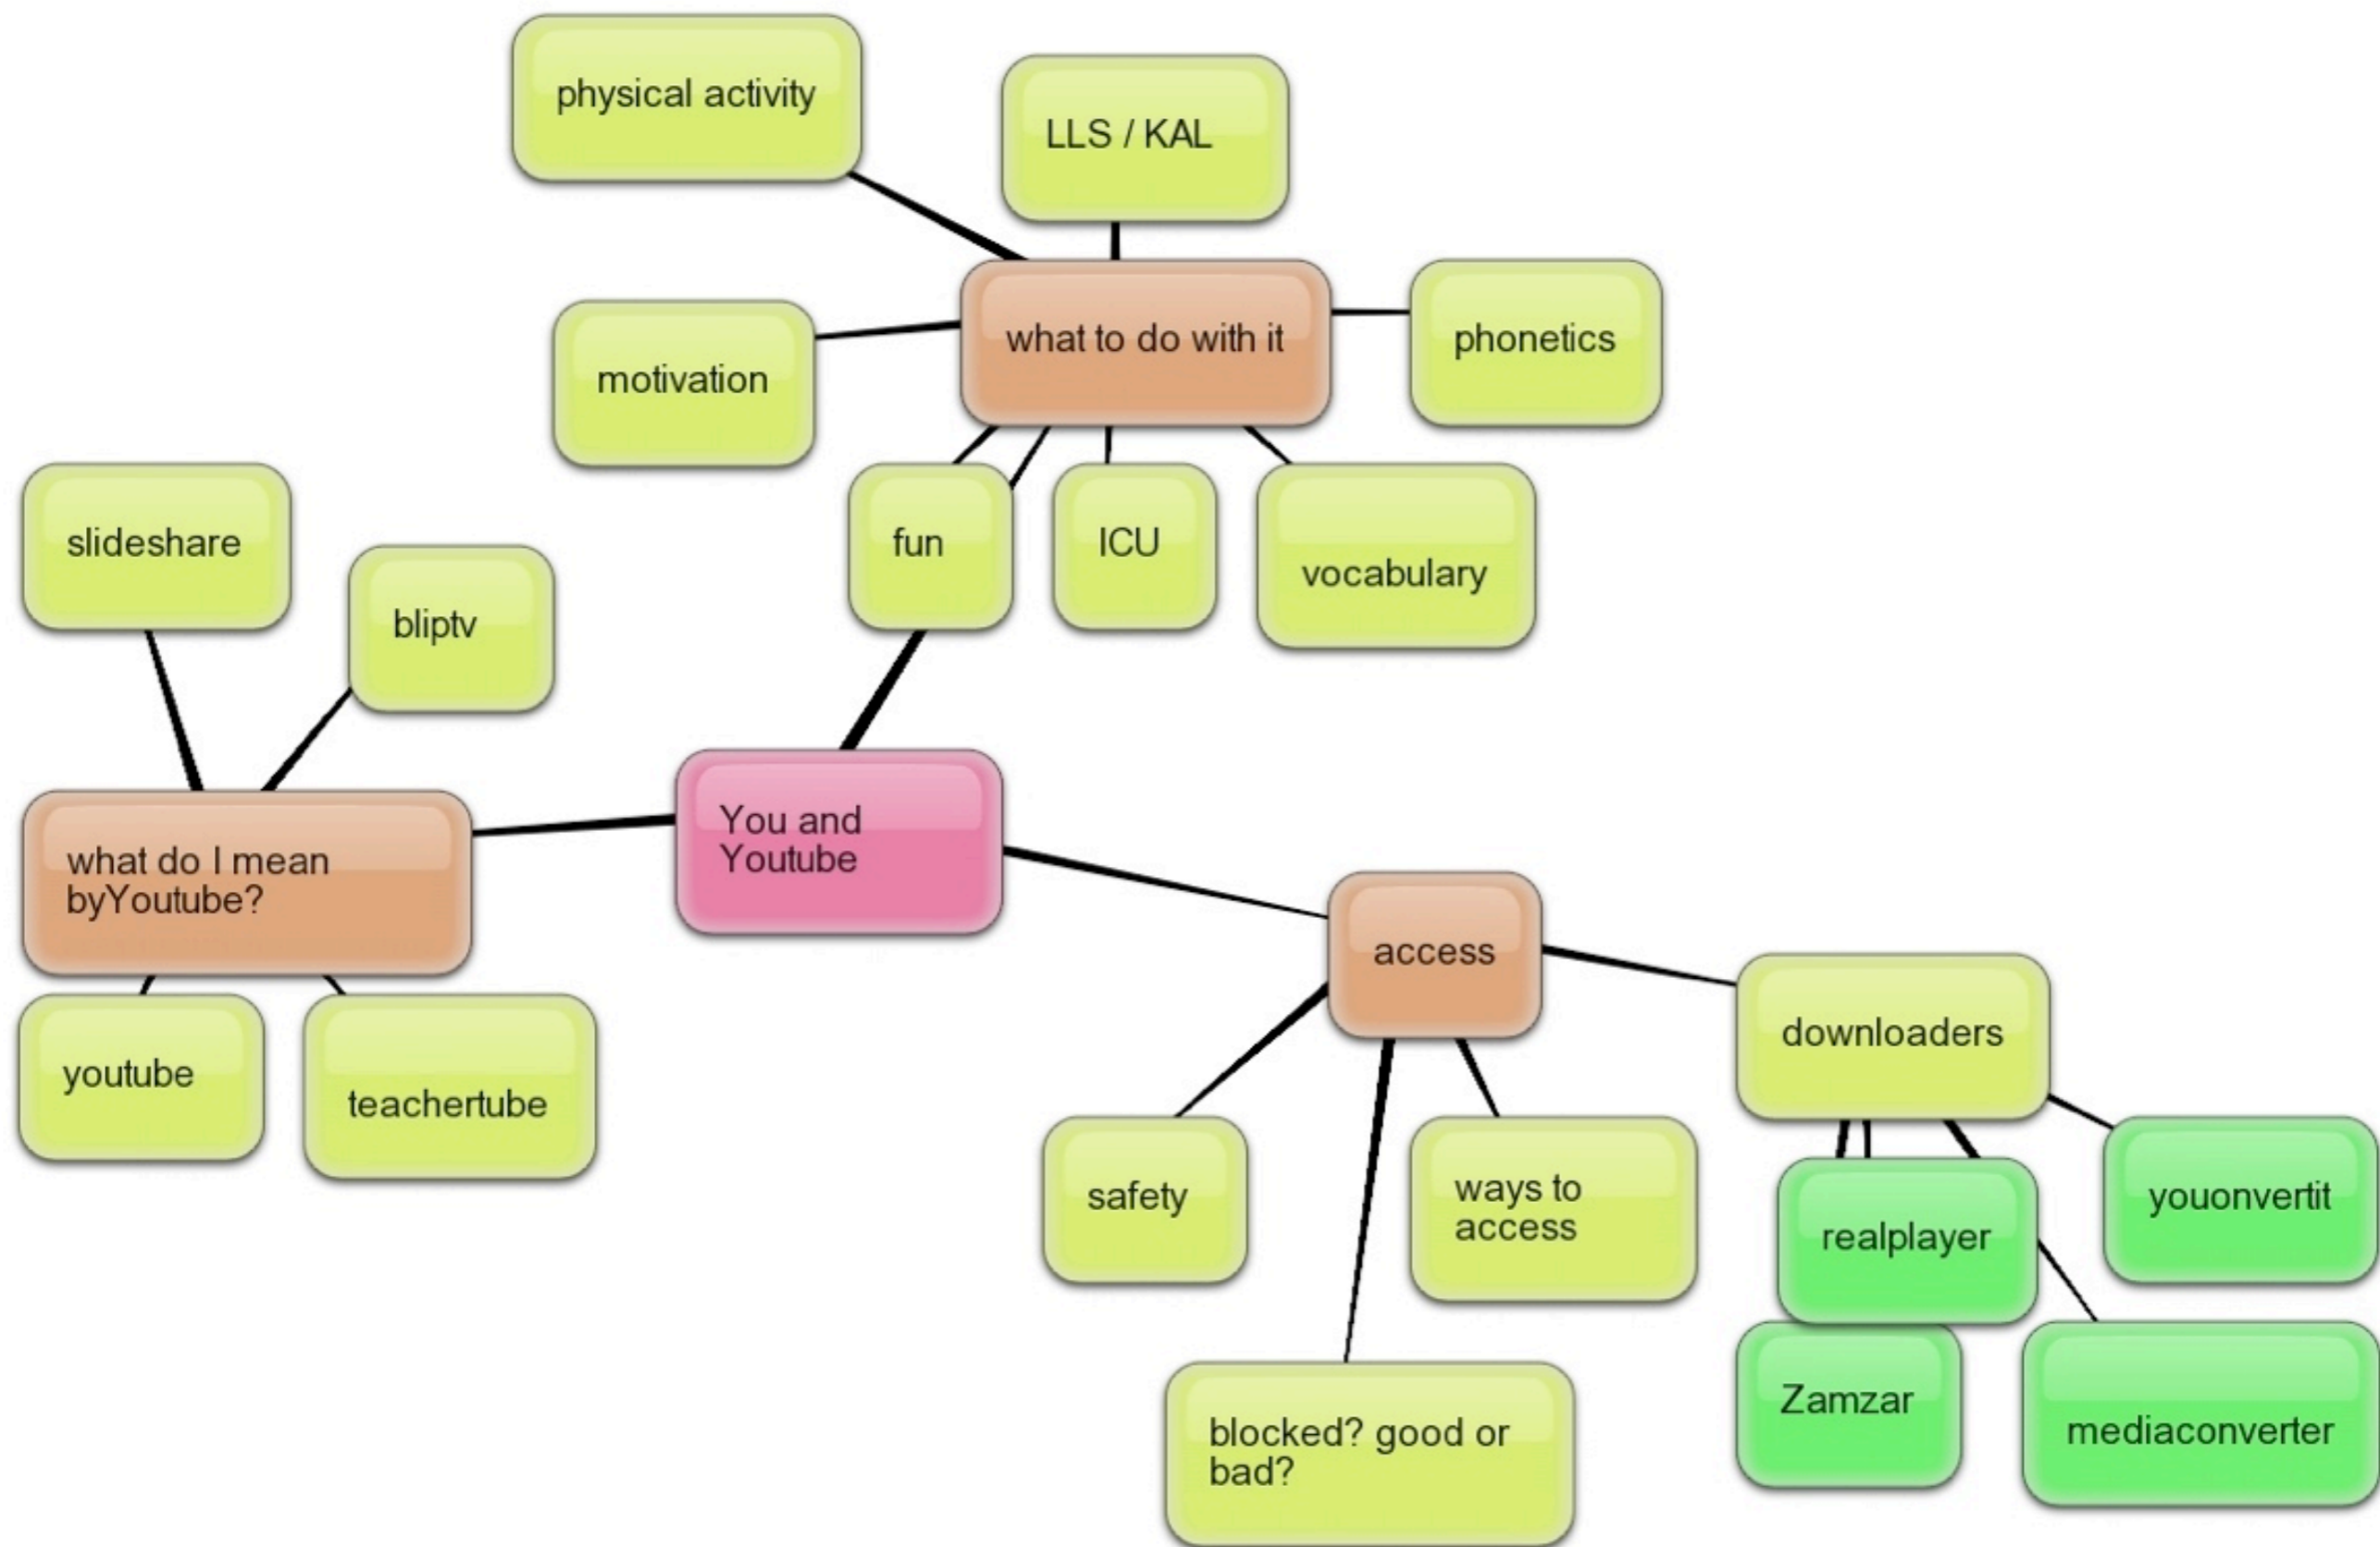 physical activity
LLS / KAL
what to do with it
phonetics
motivation
fun
ICU
vocabulary
slideshare
bliptv
You and
Youtube
what do I mean
byYoutube?
youtube
teachertube
access
downloaders
safety
ways to
access
realplayer
youonvertit
blocked? good or
bad?
Zamzar
mediaconverter